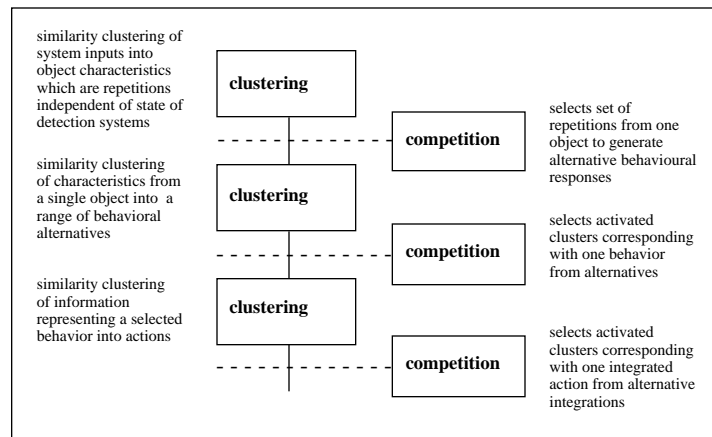 similarity clustering of
system inputs into
object characteristics
which are repetitions
independent of state of
detection systems
clustering
competition
selects set of
repetitions from one
object to generate
alternative behavioural
responses
similarity clustering
of characteristics from
a single object into a
range of behavioral
alternatives
clustering
competition
selects activated
clusters corresponding
with one behavior
from alternatives
similarity clustering
of information
representing a selected
behavior into actions
clustering
competition
selects activated
clusters corresponding
with one integrated
action from alternative
integrations